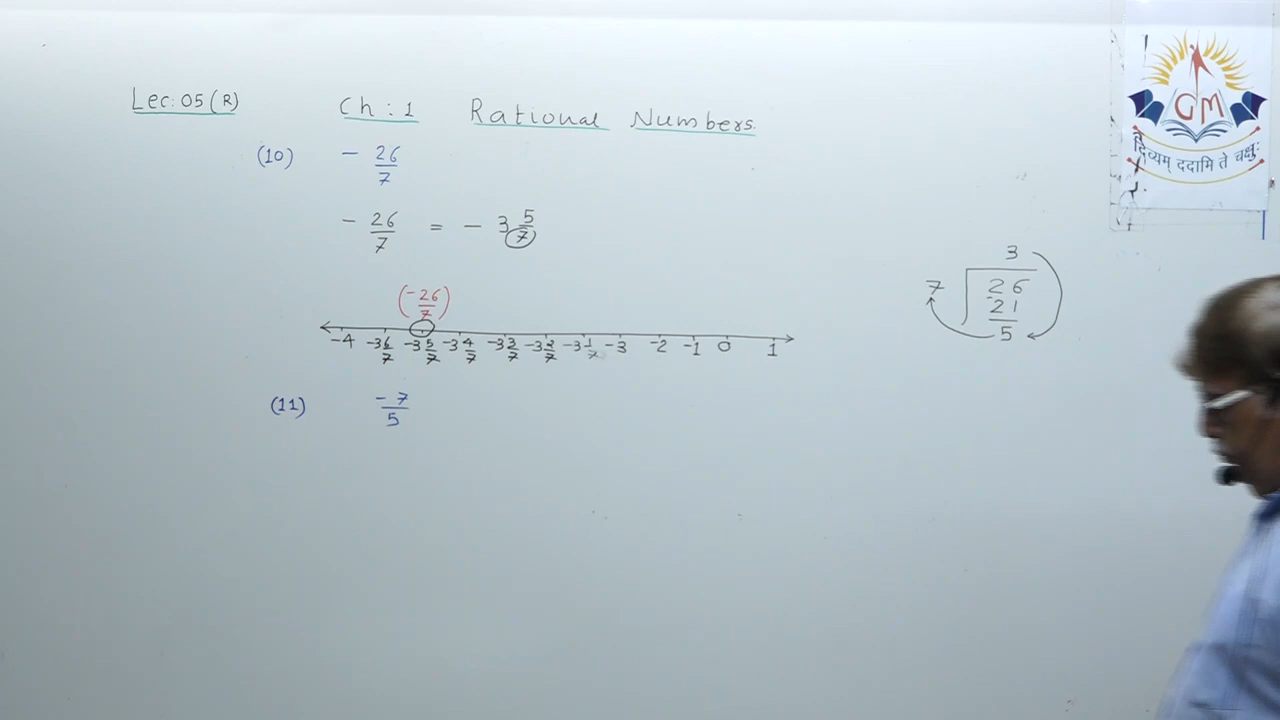 Lec: 05 (R) Ch : 1 Rational Numbers.
(10) - 26/7
- 26/7 = - 3 5/7
3
7 26
21
5
(-26/7)
-4 -3 6/7 -3 5/7 -3 4/7 -3 3/7 -3 2/7 -3 1/7 -3 -2 -1 0 1
(11) -7/5
GM
दिव्यम् ददामि ते चक्षुः